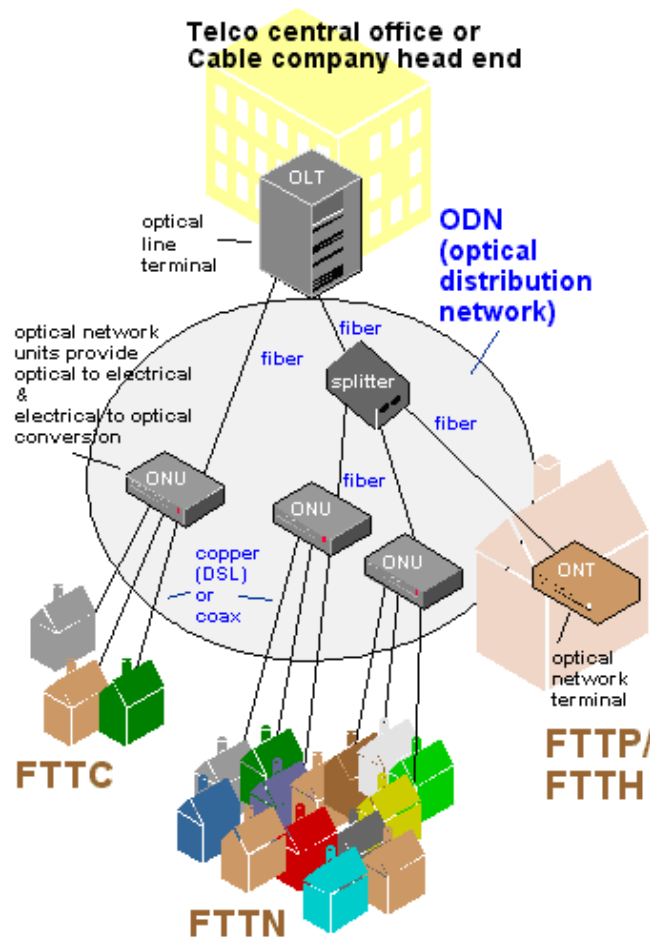 Telco central office or
Cable company head end
OLT
optical
line
terminal
ODN
(optical
distribution
network)
optical network
units provide
optical to electrical
&
electrical to optical
conversion
fiber
fiber
splitter
fiber
fiber
ONU
ONU
ONU
ONT
copper
(DSL)
or
coax
optical
network
terminal
FTTC
FTTN
FTTP/
FTTH